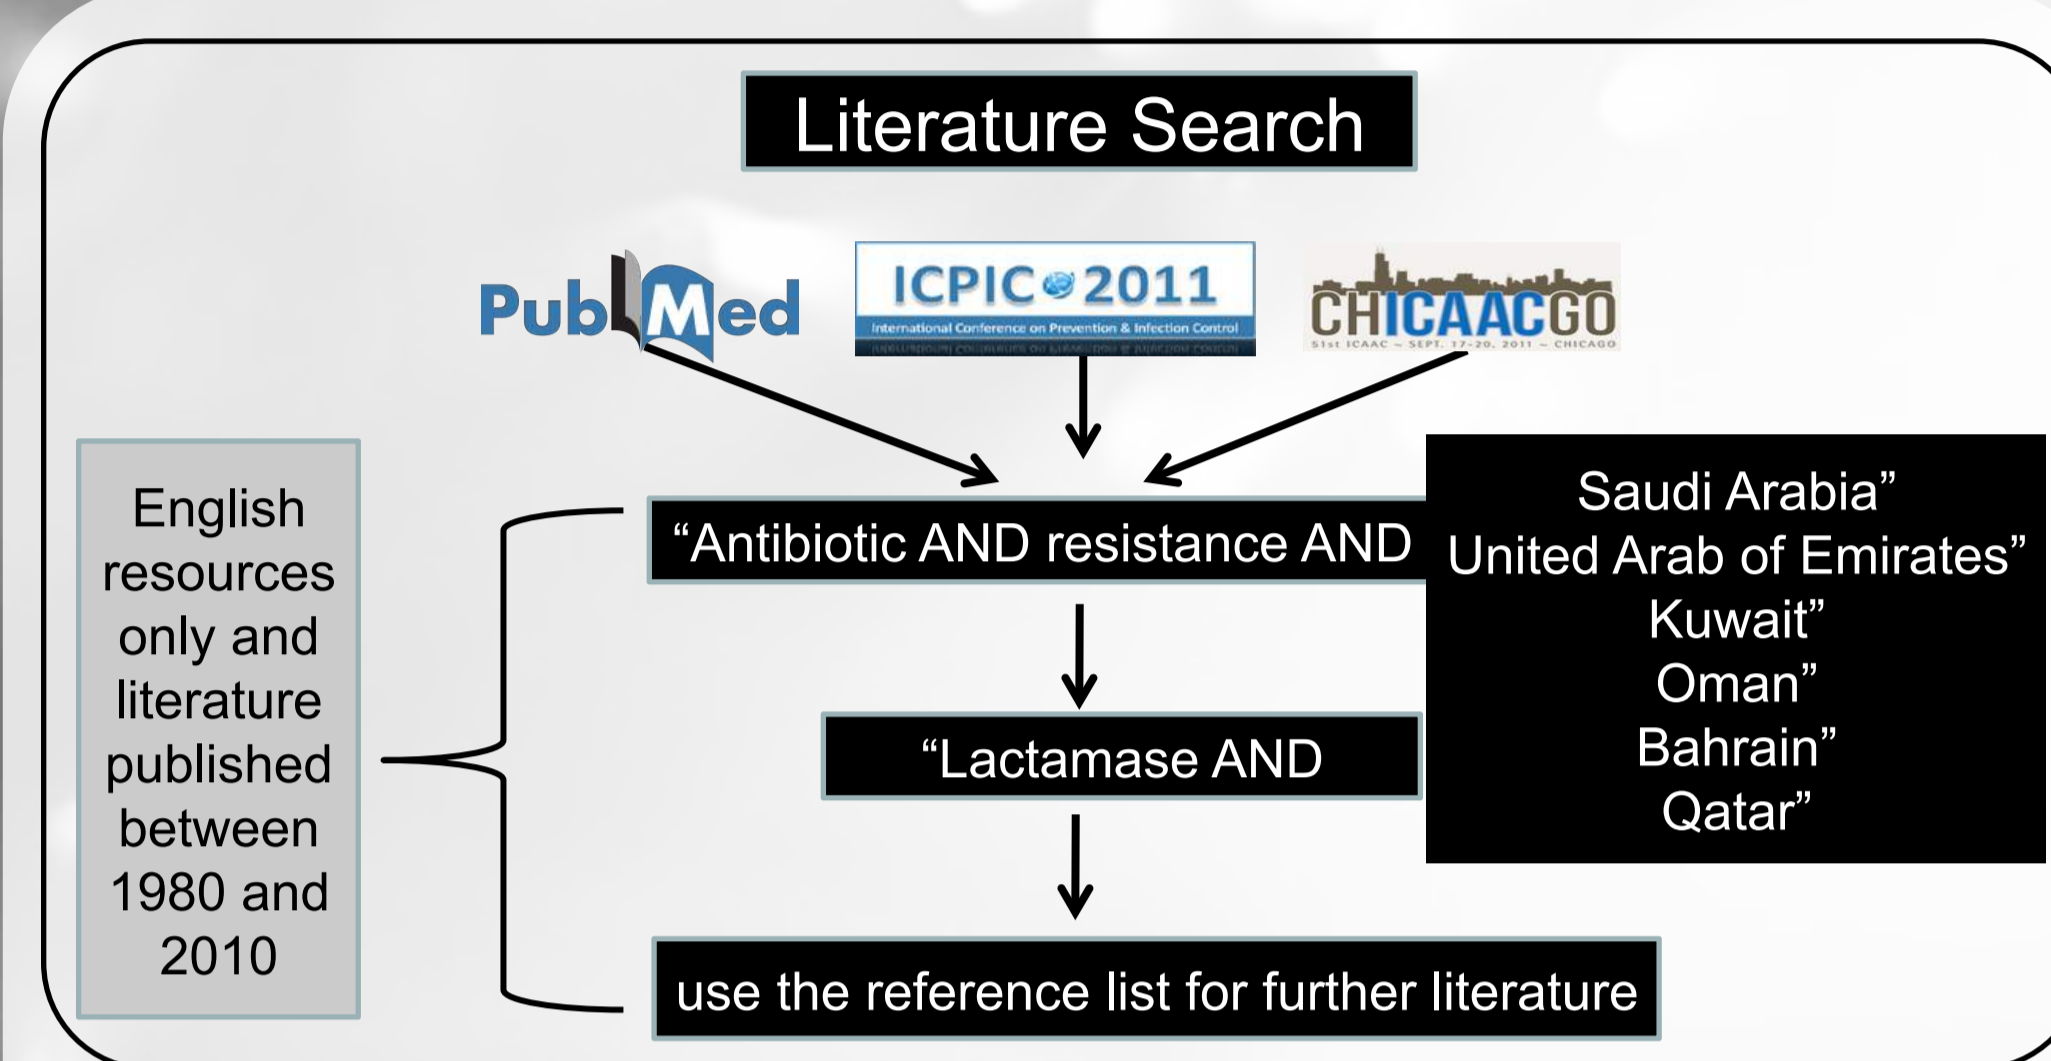 Literature Search
PubMed
ICPIC 2011
International Conference on Prevention & Infection Control
CHICAACGO
51st ICAAC ~ SEPT. 17-20, 2011 ~ CHICAGO
English
resources
only and
literature
published
between
1980 and
2010
“Antibiotic AND resistance AND
“Lactamase AND
Saudi Arabia”
United Arab of Emirates”
Kuwait”
Oman”
Bahrain”
Qatar”
use the reference list for further literature